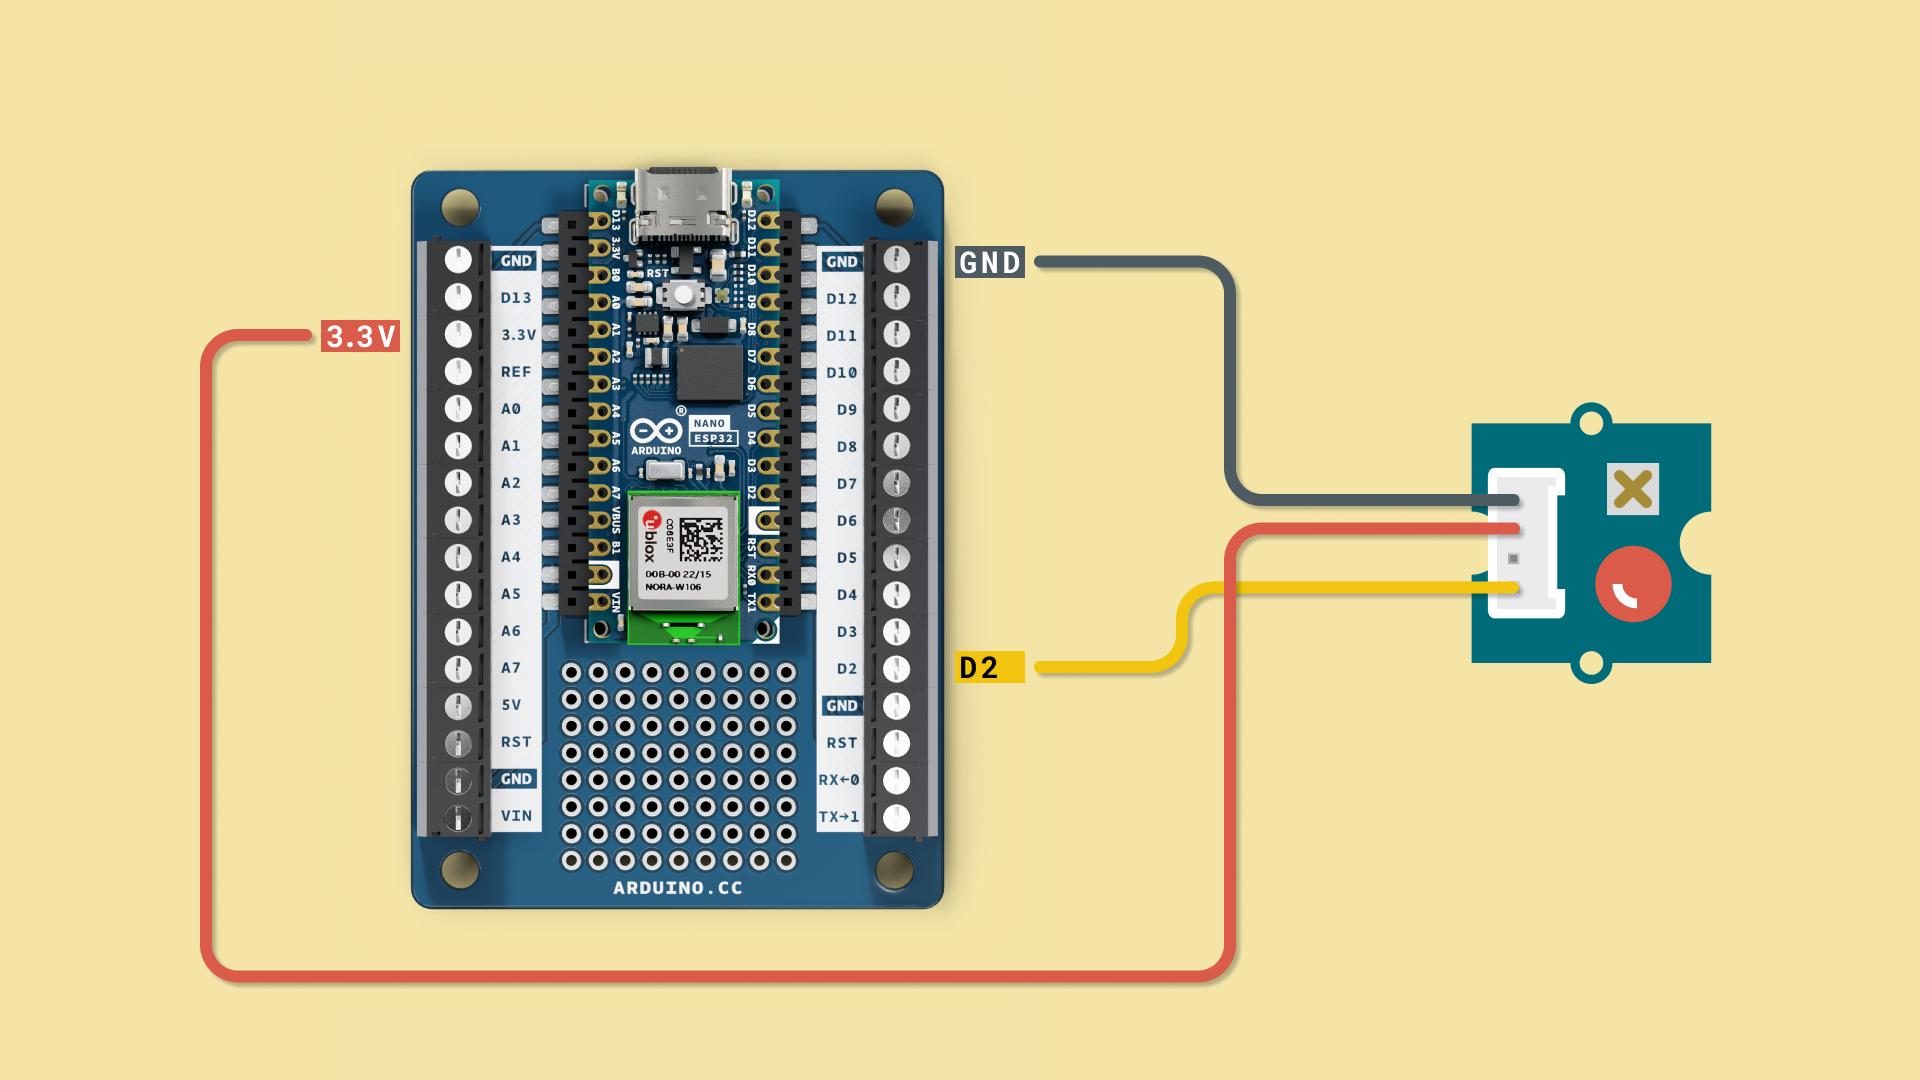 GND
3.3V
D2
GND
D13
3.3V
REF
A0
A1
A2
A3
A4
A5
A6
A7
5V
RST
GND
VIN
D13
3.3V
B0
A0
A1
A2
A3
A4
A5
A6
A7
VBUS
B1
VIN
RST
®
NANO
ESP32
ARDUINO
ublox
C08E3F
00B-00 22/15
NORA-W106
D12
D11
D10
D9
D8
D7
D6
D5
D4
D3
D2
RST
RX0
TX1
GND
D12
D11
D10
D9
D8
D7
D6
D5
D4
D3
D2
GND
RST
RX←0
TX→1
ARDUINO.CC